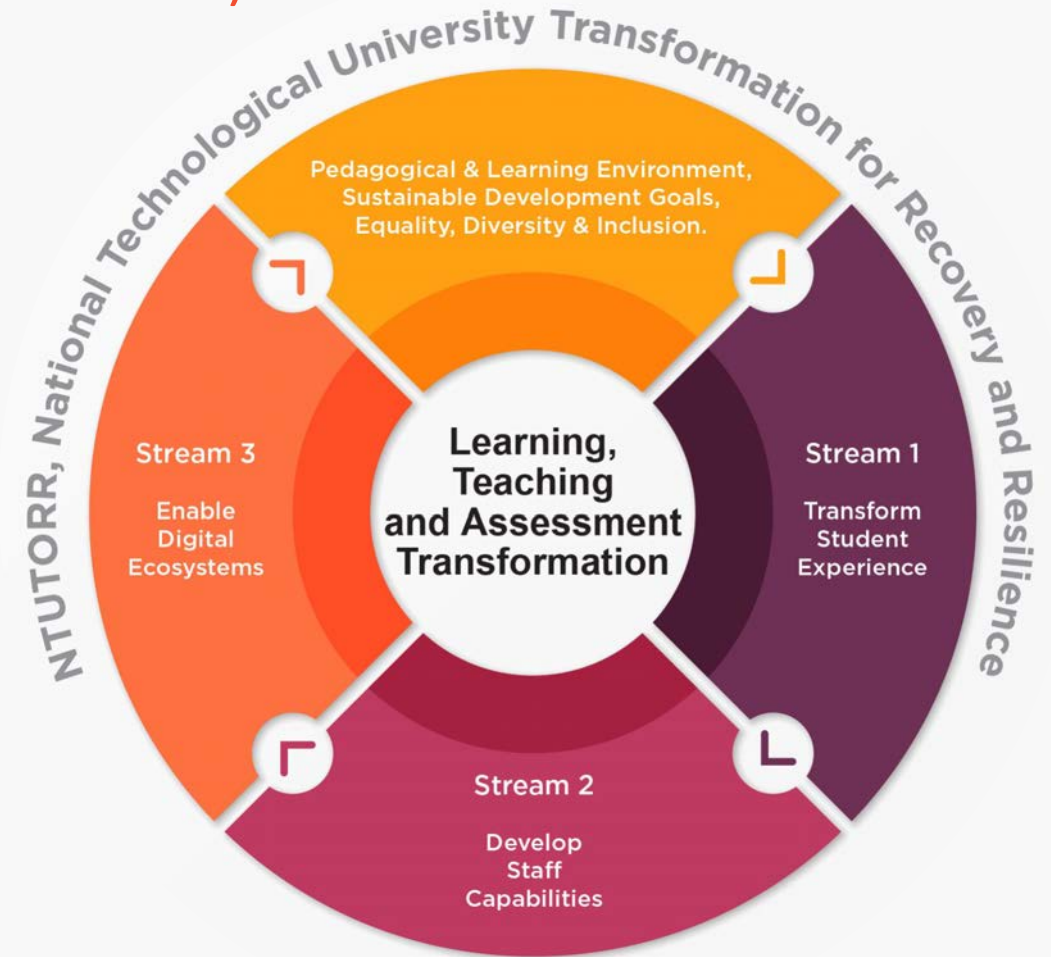 NTUTORR, National Technological University Transformation for Recovery and Resilience
Pedagogical & Learning Environment,
Sustainable Development Goals,
Equality, Diversity & Inclusion.
Stream 3
Enable
Digital
Ecosystems
Learning,
Teaching
and Assessment
Transformation
Stream 1
Transform
Student
Experience
Stream 2
Develop
Staff
Capabilities